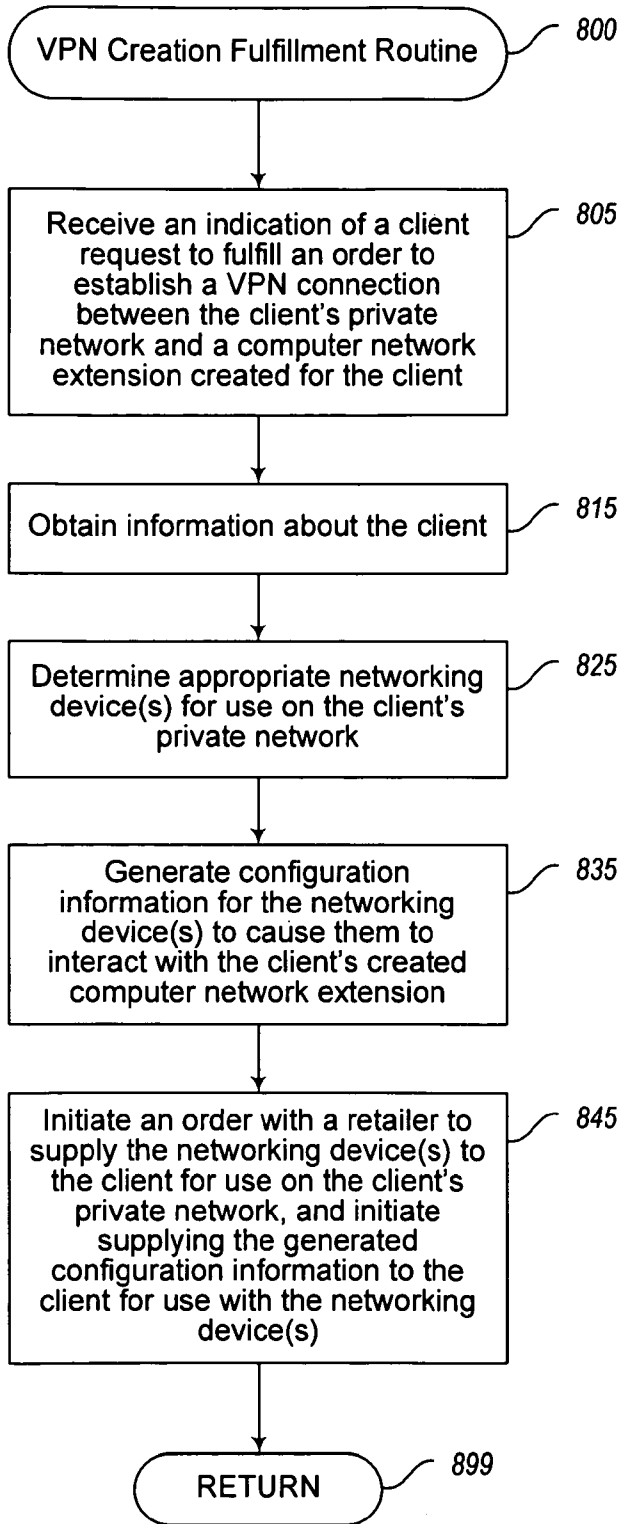 VPN Creation Fulfillment Routine
800
Receive an indication of a client
request to fulfill an order to
establish a VPN connection
between the client's private
network and a computer network
extension created for the client
805
Obtain information about the client
815
Determine appropriate networking
device(s) for use on the client's
private network
825
Generate configuration
information for the networking
device(s) to cause them to
interact with the client's created
computer network extension
835
Initiate an order with a retailer to
supply the networking device(s) to
the client for use on the client's
private network, and initiate
supplying the generated
configuration information to the
client for use with the networking
device(s)
845
RETURN
899